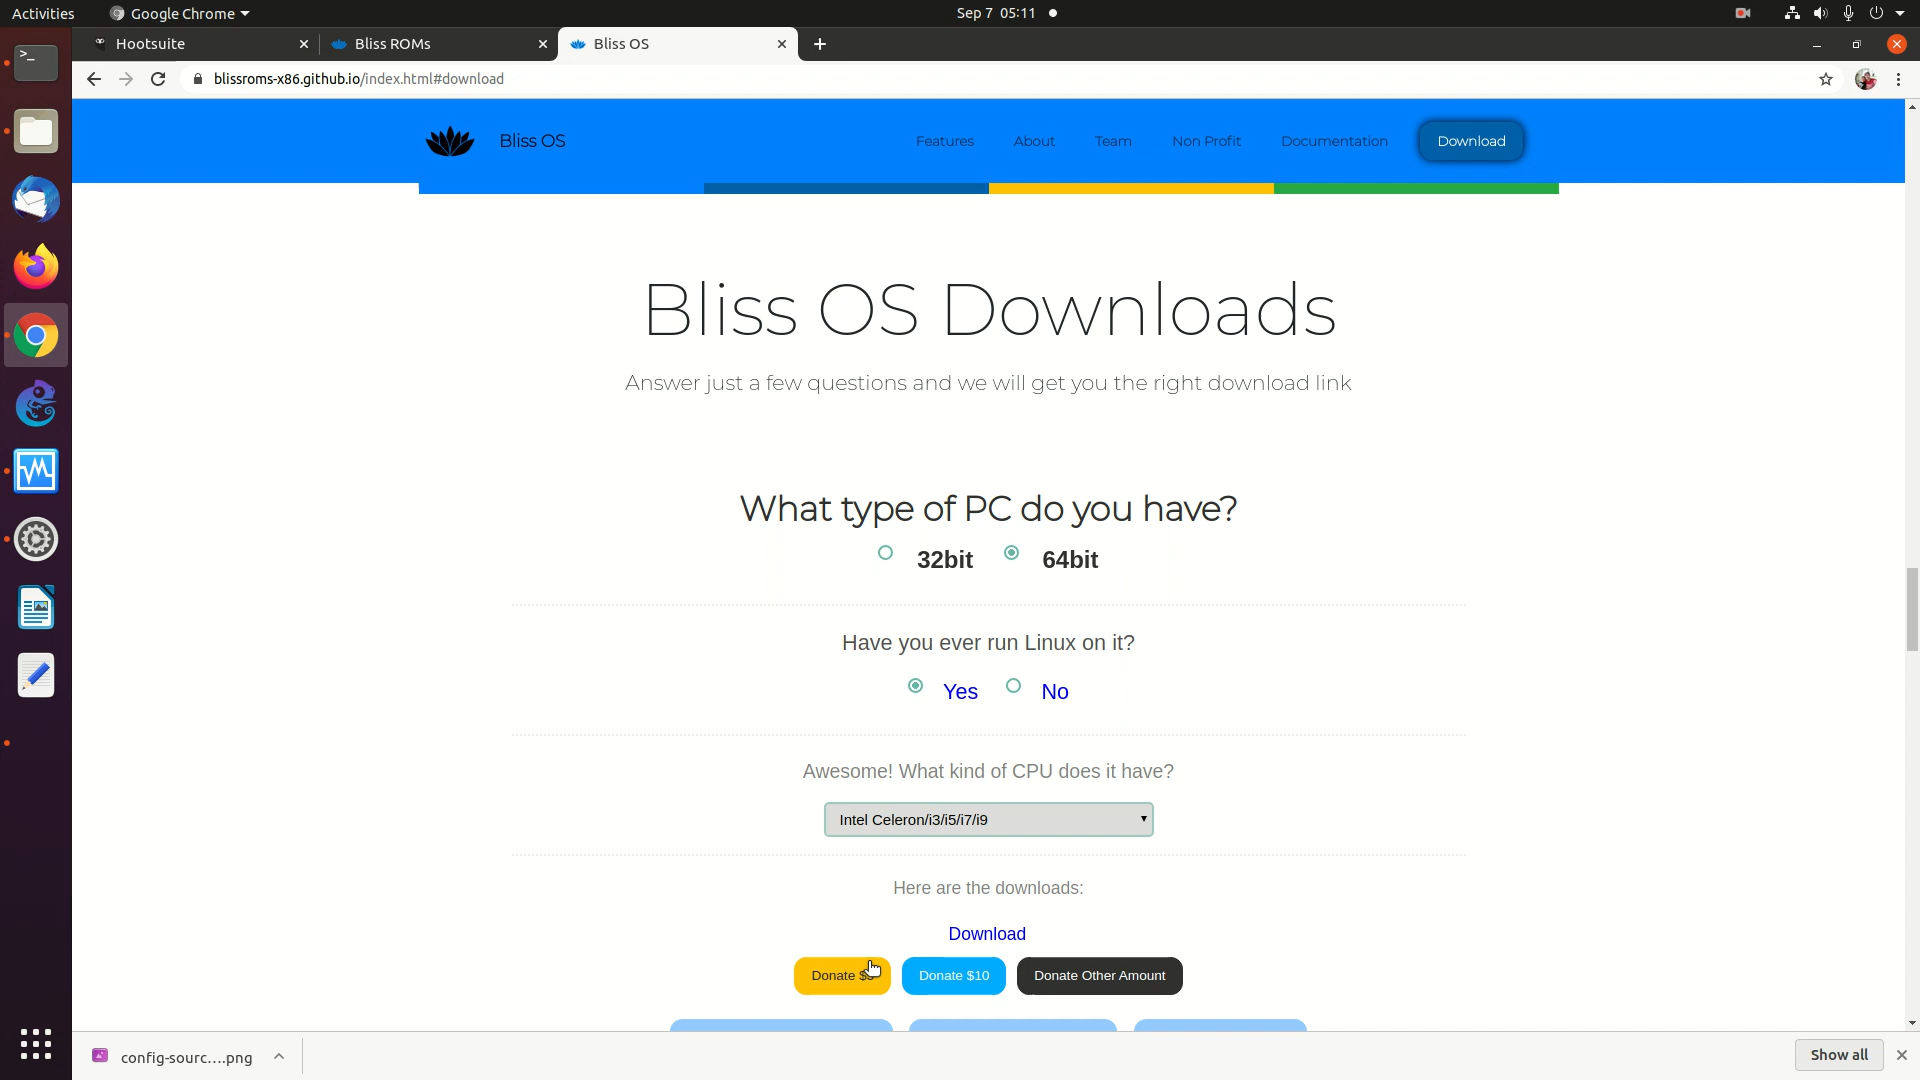 Activities
Google Chrome
Sep 7 05:11
Hootsuite
Bliss ROMs
Bliss OS
blissroms-x86.github.io/index.html#download
Bliss OS
Features
About
Team
Non Profit
Documentation
Download
Bliss OS Downloads
Answer just a few questions and we will get you the right download link
What type of PC do you have?
32bit
64bit
Have you ever run Linux on it?
Yes
No
Awesome! What kind of CPU does it have?
Intel Celeron/i3/i5/i7/i9
Here are the downloads:
Download
Donate
Donate $10
Donate Other Amount
config-sourc....png
Show all